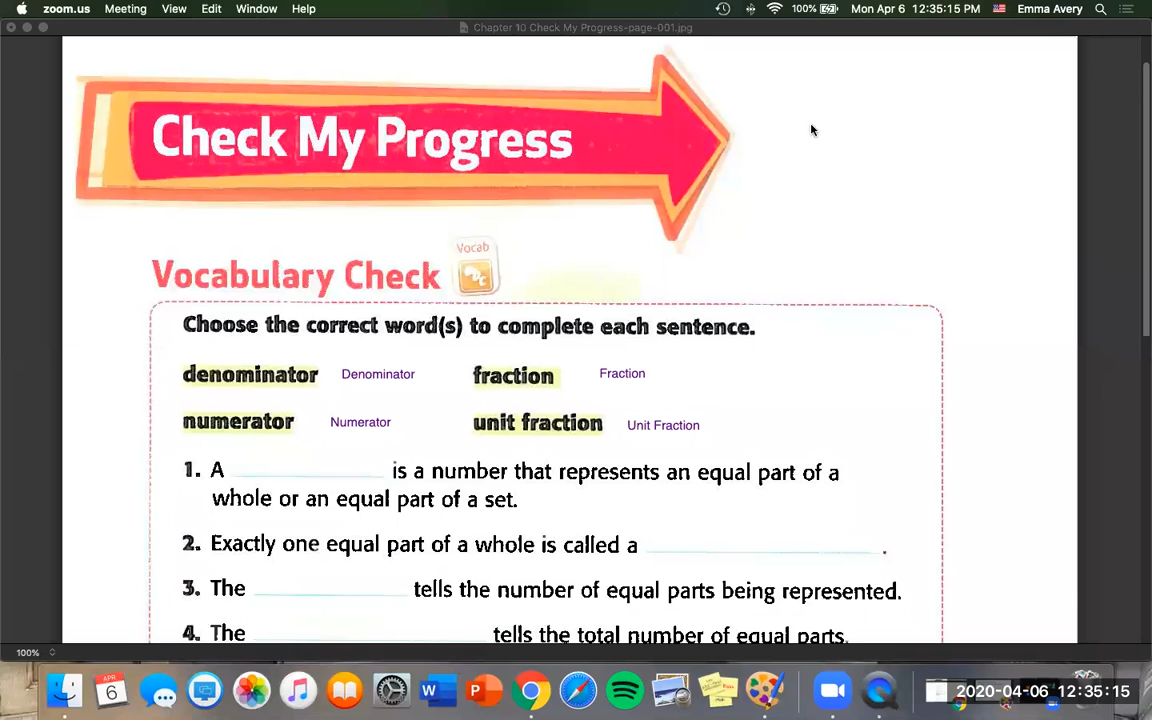 zoom.us Meeting View Edit Window Help 100% Mon Apr 6 12:35:15 PM Emma Avery
Chapter 10 Check My Progress-page-001.jpg
Check My Progress
Vocab
Vocabulary Check
Choose the correct word(s) to complete each sentence.
denominator Denominator fraction Fraction
numerator Numerator unit fraction Unit Fraction
1. A is a number that represents an equal part of a
whole or an equal part of a set.
2. Exactly one equal part of a whole is called a .
3. The tells the number of equal parts being represented.
4. The tells the total number of equal parts.
100%
APR
6
W
P
2020-04-06 12:35:15